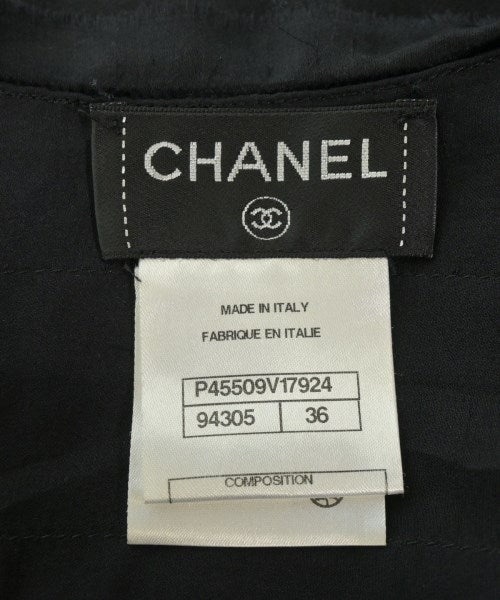 CHANEL
MADE IN ITALY
FABRIQUE EN ITALIE
P45509V17924
94305 36
COMPOSITION